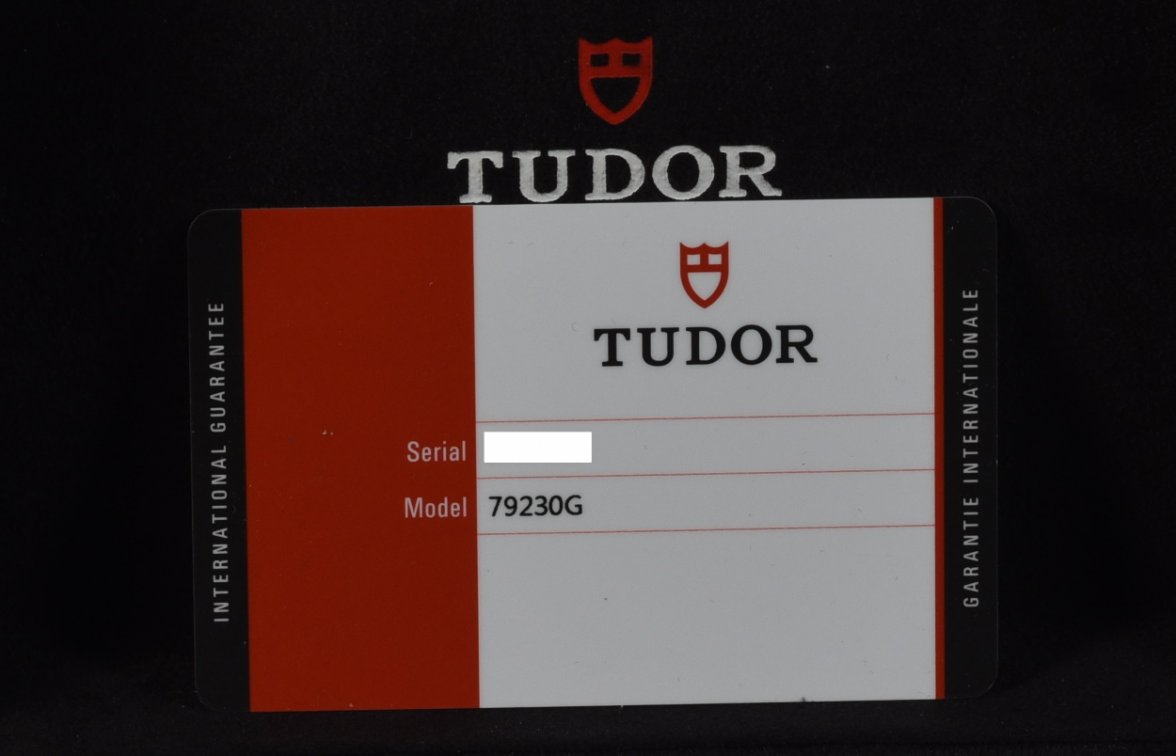 TUDOR
TUDOR
INTERNATIONAL GUARANTEE
Serial
Model 79230G
GARANTIE INTERNATIONALE